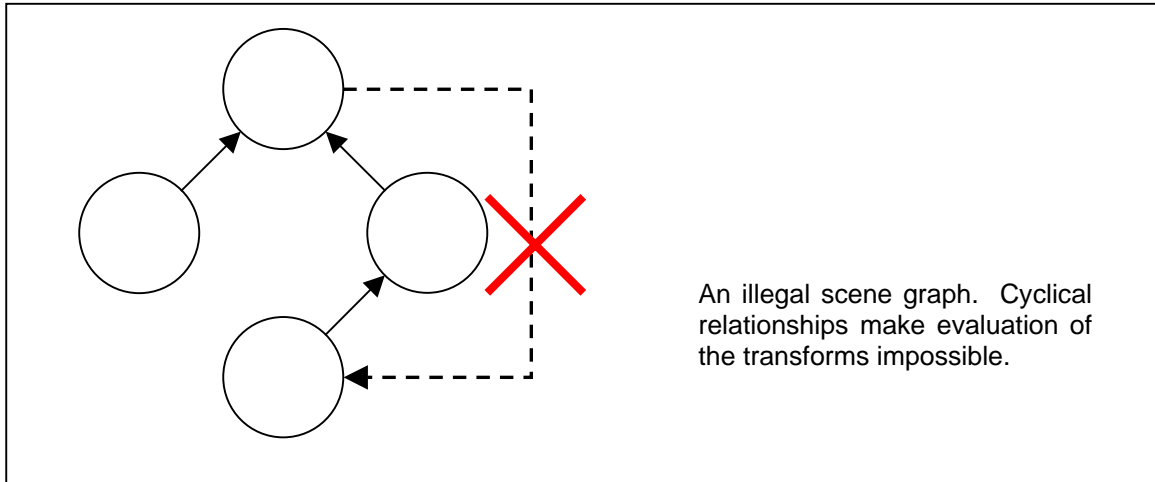 An illegal scene graph. Cyclical
relationships make evaluation of
the transforms impossible.